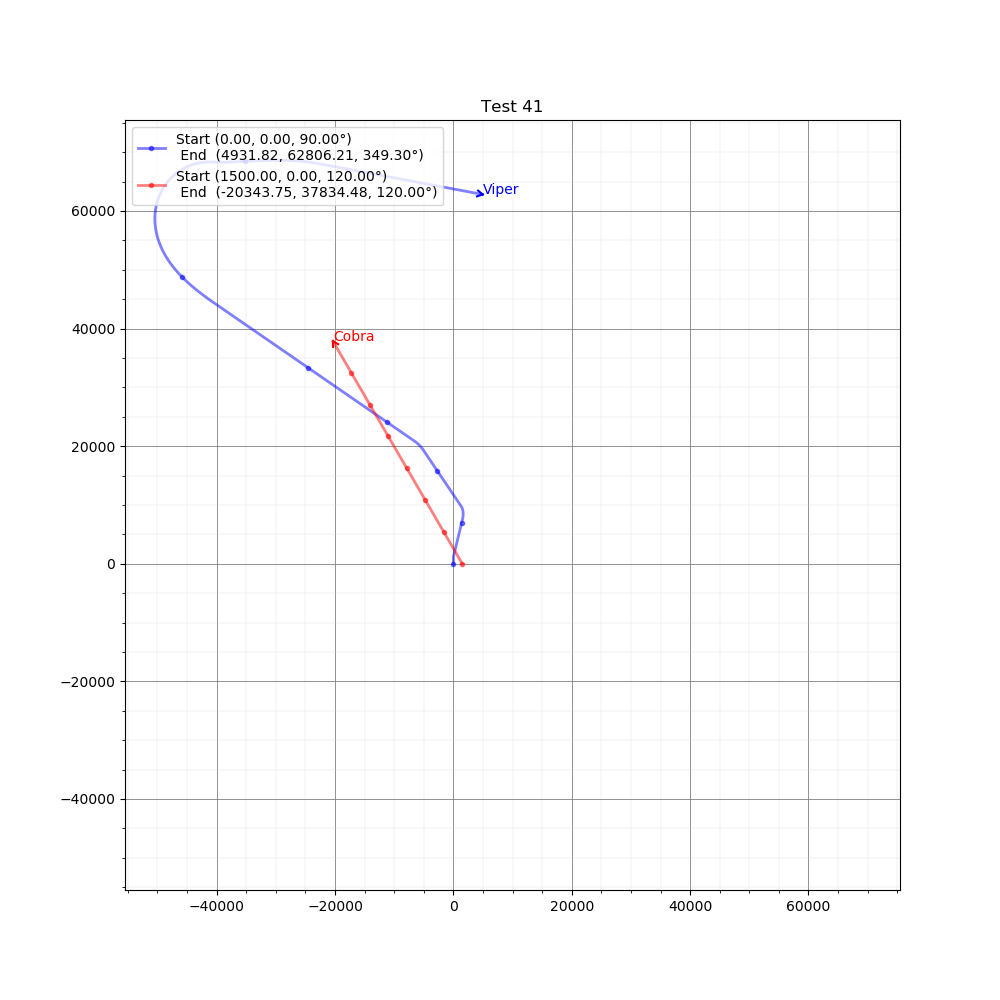 Test 41
Start (0.00, 0.00, 90.00°)
End  (4931.82, 62806.21, 349.30°)
Start (1500.00, 0.00, 120.00°)
End  (-20343.75, 37834.48, 120.00°)
Viper
Cobra
60000
40000
20000
0
−20000
−40000
−40000
−20000
0
20000
40000
60000